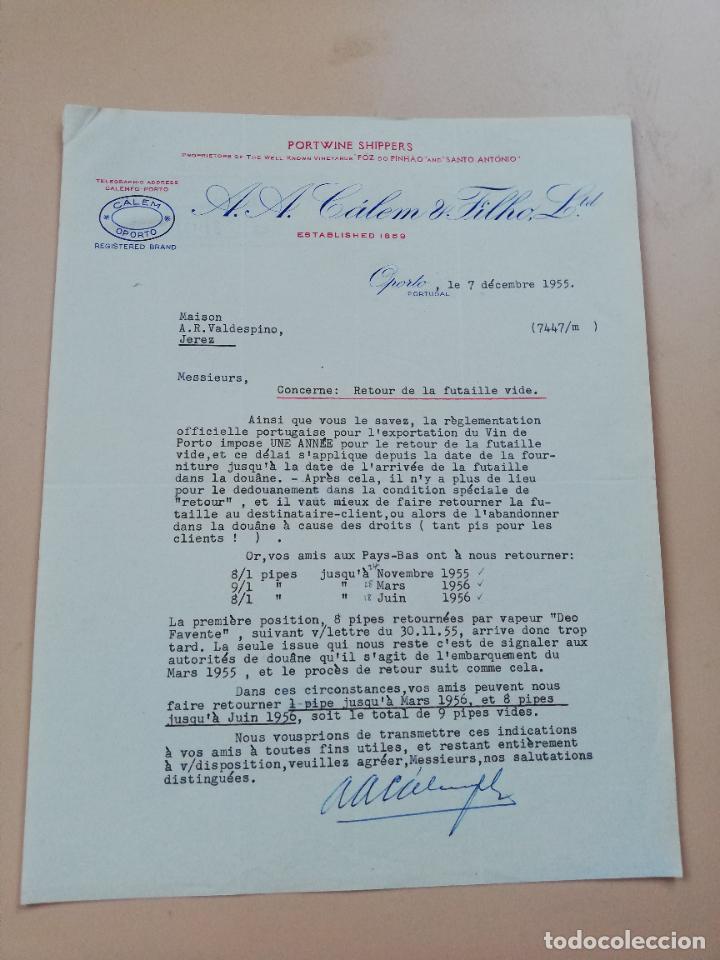 PORTWINE SHIPPERS
PROPRIETORS OF THE WELL KNOWN VINEYARDS "FOZ DO PINHÃO" AND "SANTO ANTÓNIO"
TELEGRAPHIC ADDRESS
CALENFO-PORTO
CALEM
OPORTO
REGISTERED BRAND
A. A. Cálem & Filho, Ltd
ESTABLISHED 1859
Oporto, le 7 décembre 1955.
PORTUGAL
Maison
A.R.Valdespino,
(7447/m )
Jerez
Messieurs,
Concerne: Retour de la futaille vide.
Ainsi que vous le savez, la règlementation
officielle portugaise pour l'exportation du Vin de
Porto impose UNE ANNÉE pour le retour de la futaille
vide,et ce délai s'applique depuis la date de la four-
niture jusqu'à la date de l'arrivée de la futaille
dans la douâne. - Après cela, il n'y a plus de lieu
pour le dedouanement dans la condition spéciale de
"retour" , et il vaut mieux de faire retourner la fu-
taille au destinataire-client,ou alors de l'abandonner
dans la douâne à cause des droits ( tant pis pour les
clients ! ) .
Or,vos amis aux Pays-Bas ont à nous retourner:
8/1 pipes jusqu'à 24 Novembre 1955 ✓
9/1 " " 28 Mars 1956 ✓
8/1 " " 18 Juin 1956 ✓
La première position, 8 pipes retournées par vapeur "Deo
Favente" , suivant v/lettre du 30.11.55, arrive donc trop
tard. La seule issue qui nous reste c'est de signaler aux
autorités de douâne qu'il s'agit de l'embarquement du
Mars 1955 , et le procès de retour suit comme cela.
Dans ces circonstances,vos amis peuvent nous
faire retourner 1 pipe jusqu'à Mars 1956, et 8 pipes
jusqu'à Juin 1956, soit le total de 9 pipes vides.
Nous vousprions de transmettre ces indications
à vos amis à toutes fins utiles, et restant entièrement
à v/disposition,veuillez agréer,Messieurs,nos salutations
distinguées.
AACálem
todocoleccion
todocoleccion.net